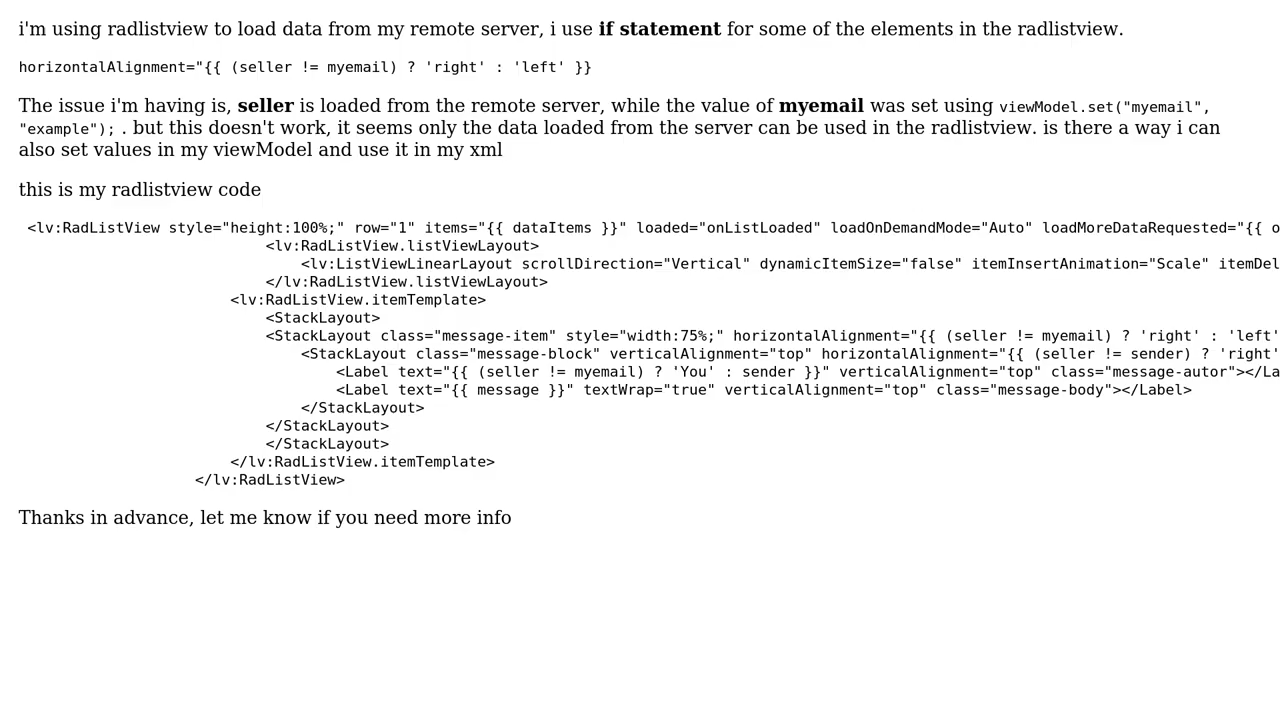 i'm using radlistview to load data from my remote server, i use if statement for some of the elements in the radlistview.
horizontalAlignment="{{ (seller != myemail) ? 'right' : 'left' }}
The issue i'm having is, seller is loaded from the remote server, while the value of myemail was set using viewModel.set("myemail",
"example"); . but this doesn't work, it seems only the data loaded from the server can be used in the radlistview. is there a way i can
also set values in my viewModel and use it in my xml
this is my radlistview code
<lv:RadListView style="height:100%;" row="1" items="{{ dataItems }}" loaded="onListLoaded" loadOnDemandMode="Auto" loadMoreDataRequested="{{ o
<lv:RadListView.listViewLayout>
<lv:ListViewLinearLayout scrollDirection="Vertical" dynamicItemSize="false" itemInsertAnimation="Scale" itemDel
</lv:RadListView.listViewLayout>
<lv:RadListView.itemTemplate>
<StackLayout>
<StackLayout class="message-item" style="width:75%;" horizontalAlignment="{{ (seller != myemail) ? 'right' : 'left'
<StackLayout class="message-block" verticalAlignment="top" horizontalAlignment="{{ (seller != sender) ? 'right'
<Label text="{{ (seller != myemail) ? 'You' : sender }}" verticalAlignment="top" class="message-autor"></La
<Label text="{{ message }}" textWrap="true" verticalAlignment="top" class="message-body"></Label>
</StackLayout>
</StackLayout>
</StackLayout>
</lv:RadListView.itemTemplate>
</lv:RadListView>
Thanks in advance, let me know if you need more info